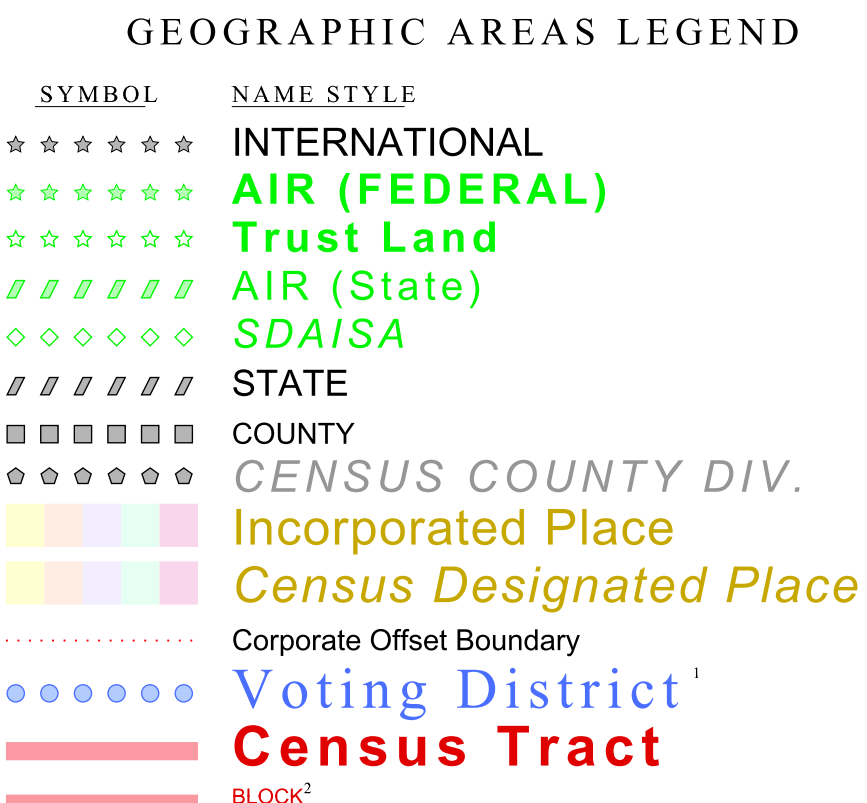 GEOGRAPHIC AREAS LEGEND
SYMBOL NAME STYLE
INTERNATIONAL
AIR (FEDERAL)
Trust Land
AIR (State)
SDAISA
STATE
COUNTY
CENSUS COUNTY DIV.
Incorporated Place
Census Designated Place
Corporate Offset Boundary
Voting District ¹
Census Tract
BLOCK²